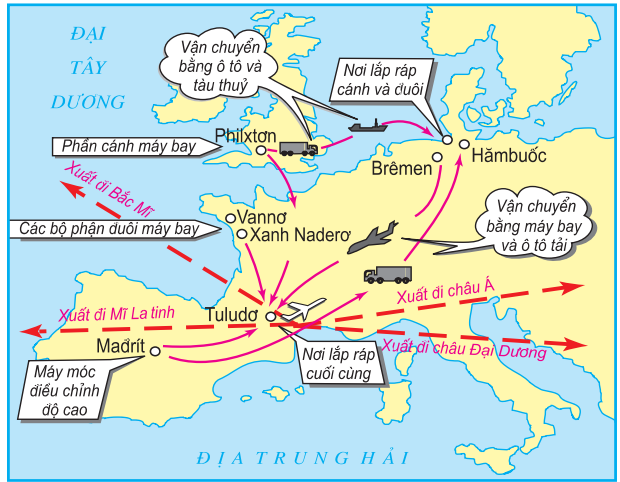 ĐẠI
TÂY
DƯƠNG
Vận chuyển
bằng ô tô và
tàu thuỷ
Nơi lắp ráp
cánh và đuôi
Philxtơn
Phần cánh máy bay
Hămbuốc
Brêmen
Xuất đi Bắc Mĩ
Vannơ
Các bộ phận đuôi máy bay
Xanh Naderơ
Vận chuyển
bằng máy bay
và ô tô tải
Xuất đi châu Á
Xuất đi Mĩ La tinh
Tuludơ
Xuất đi châu Đại Dương
Mađrít
Nơi lắp ráp
cuối cùng
Máy móc
điều chỉnh
độ cao
ĐỊA TRUNG HẢI